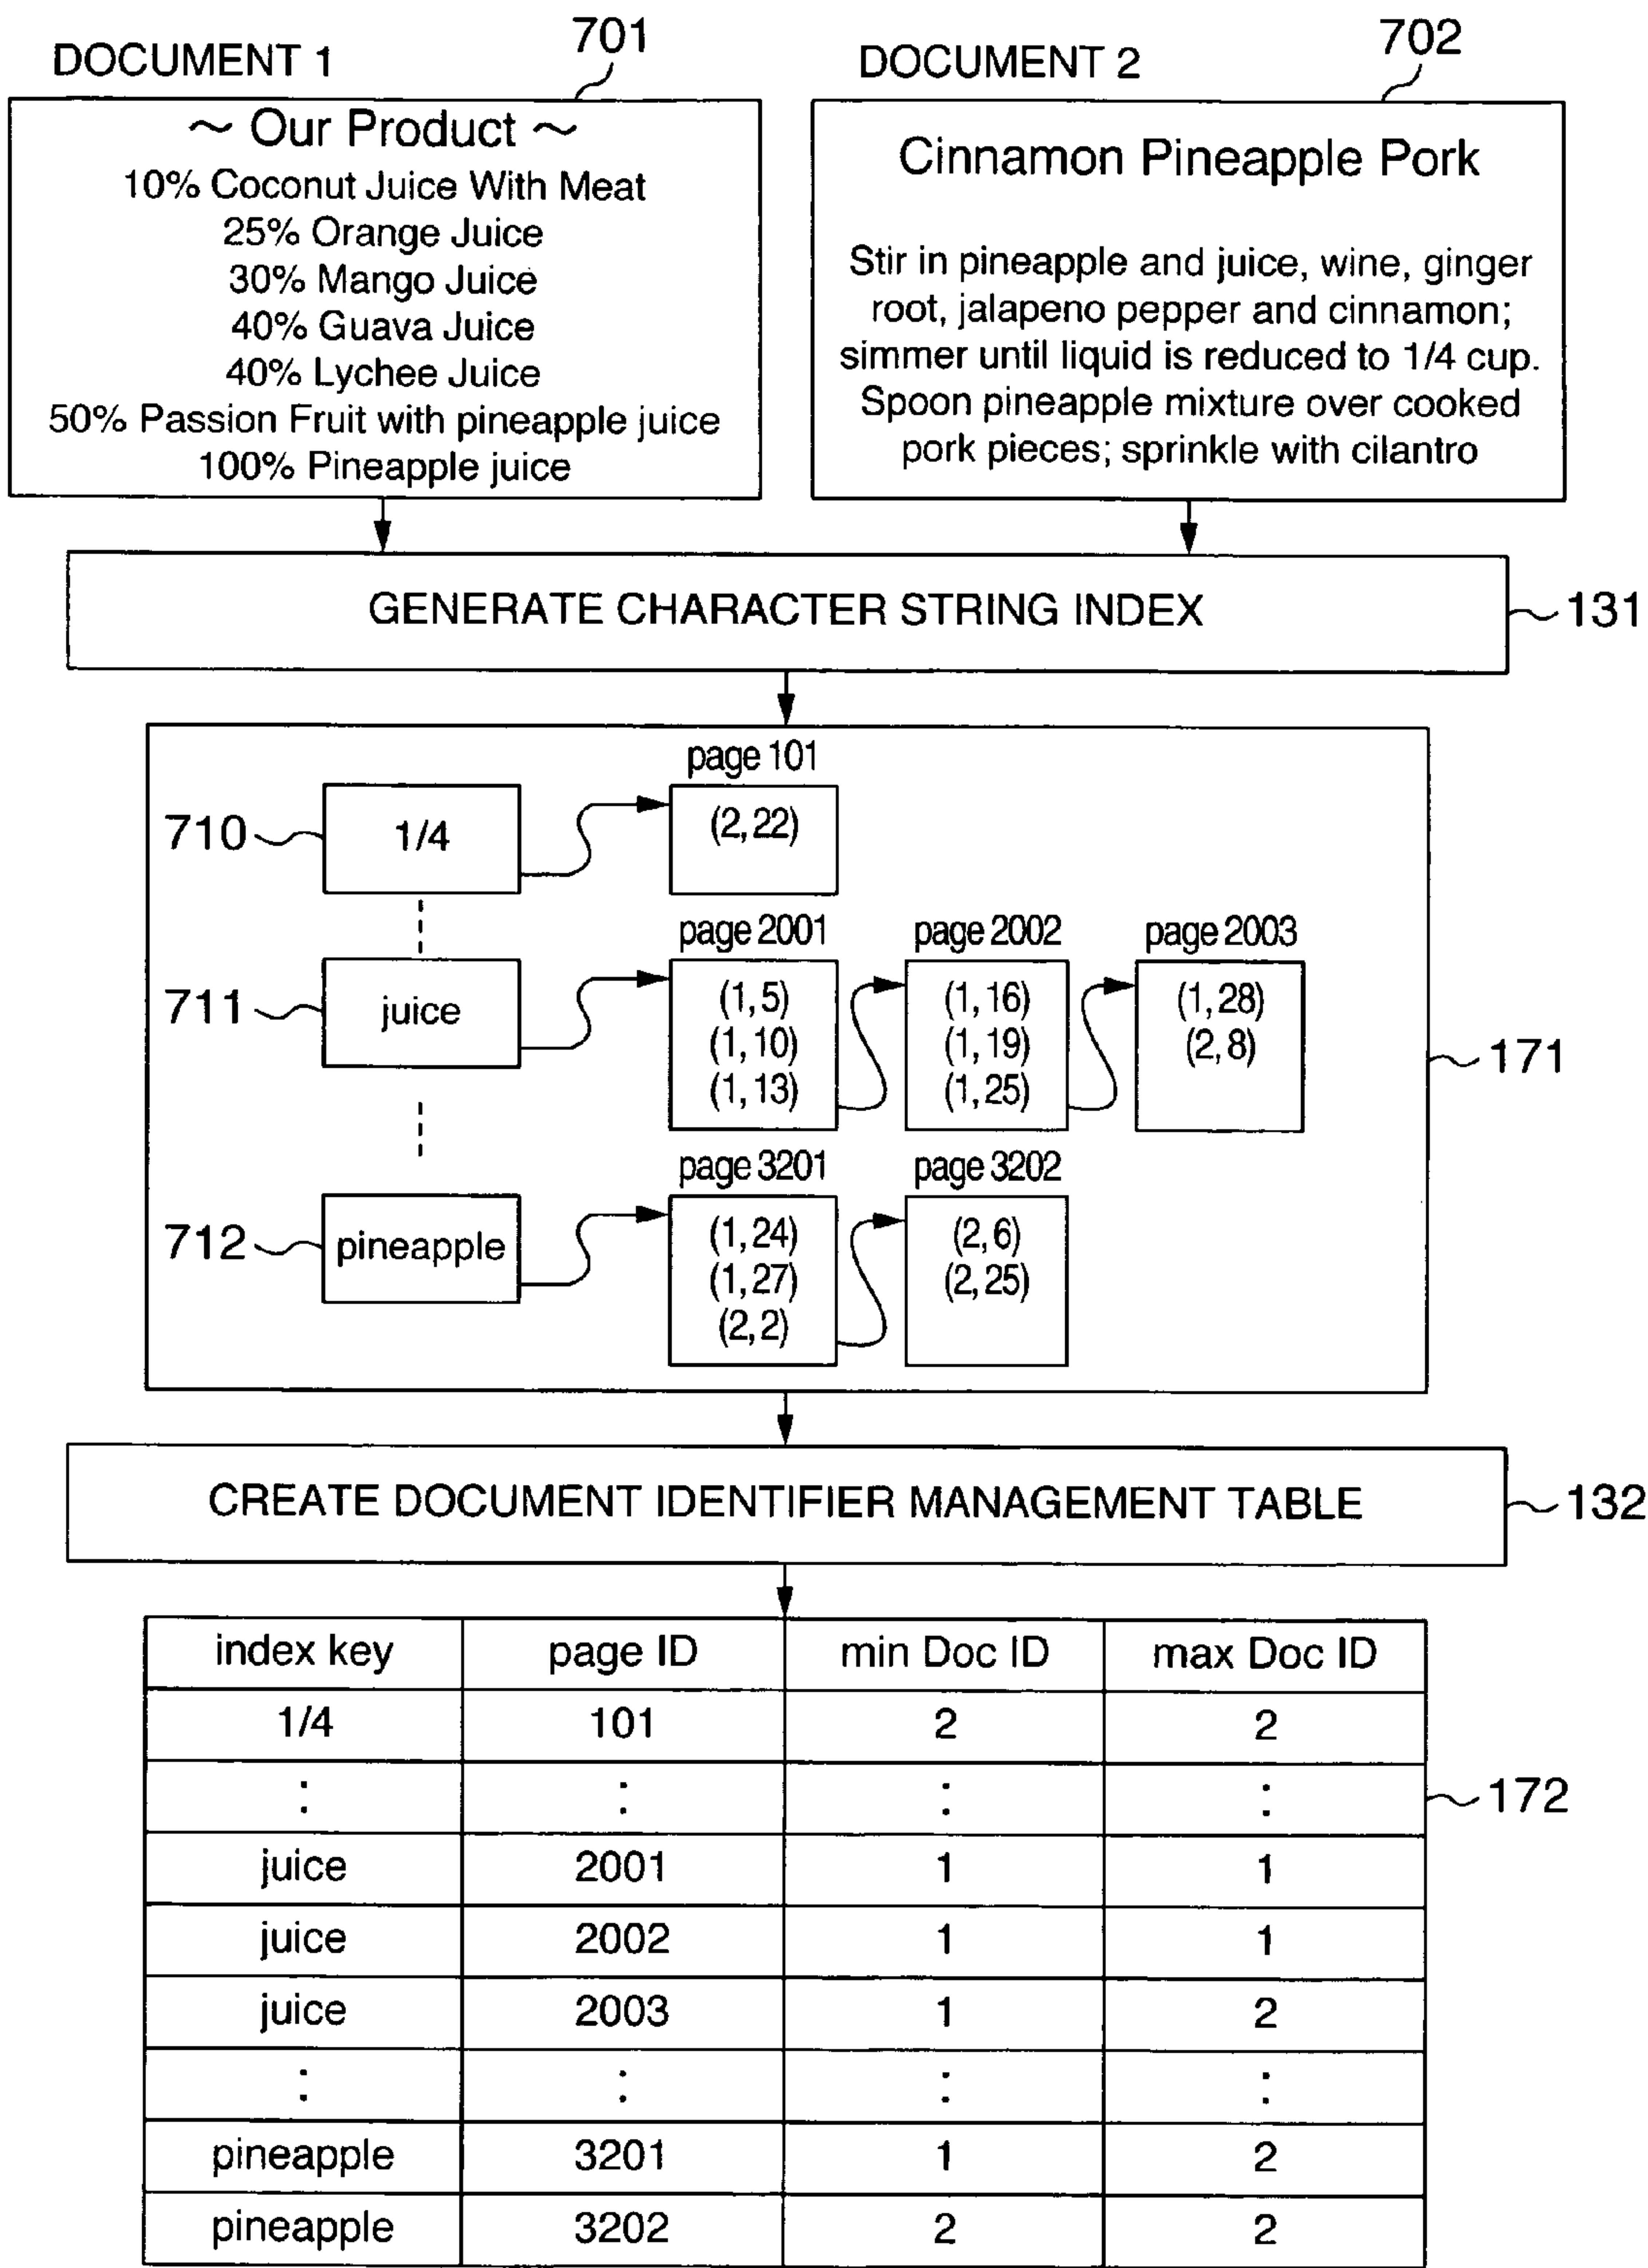 DOCUMENT 1
701
~ Our Product ~
10% Coconut Juice With Meat
25% Orange Juice
30% Mango Juice
40% Guava Juice
40% Lychee Juice
50% Passion Fruit with pineapple juice
100% Pineapple juice
DOCUMENT 2
702
Cinnamon Pineapple Pork
Stir in pineapple and juice, wine, ginger
root, jalapeno pepper and cinnamon;
simmer until liquid is reduced to 1/4 cup.
Spoon pineapple mixture over cooked
pork pieces; sprinkle with cilantro
GENERATE CHARACTER STRING INDEX
131
page 101
710
1/4
(2, 22)
page 2001 page 2002 page 2003
711
juice
(1, 5) (1, 16) (1, 28)
(1, 10) (1, 19) (2, 8)
(1, 13) (1, 25)
171
page 3201 page 3202
712
pineapple
(1, 24) (2, 6)
(1, 27) (2, 25)
(2, 2)
CREATE DOCUMENT IDENTIFIER MANAGEMENT TABLE
132
index key page ID min Doc ID max Doc ID
1/4 101 2 2
: : : :
172
juice 2001 1 1
juice 2002 1 1
juice 2003 1 2
: : : :
pineapple 3201 1 2
pineapple 3202 2 2